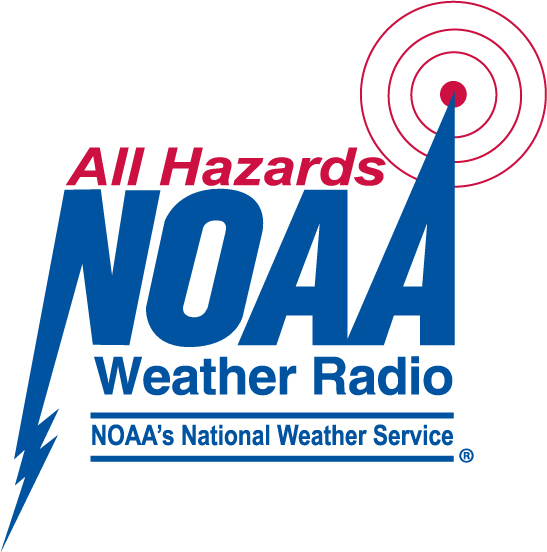 All Hazards
NOAA
Weather Radio
NOAA's National Weather Service
®